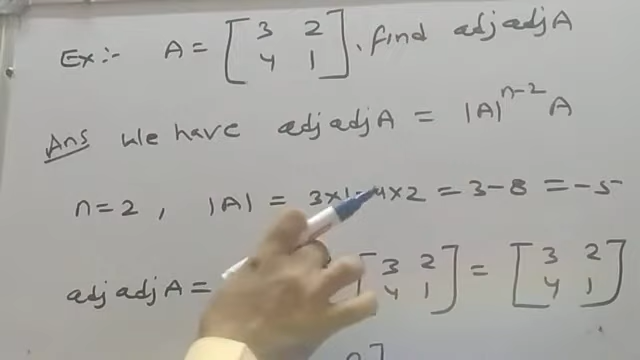 Ex:- A = [ 3 2 4 1 ]. find adj adj A
Ans We have adj adj A = |A|^{n-2} A
n = 2 , |A| = 3×1 - 4×2 = 3 - 8 = -5
adj adj A = [ 3 2 4 1 ] = [ 3 2 4 1 ]